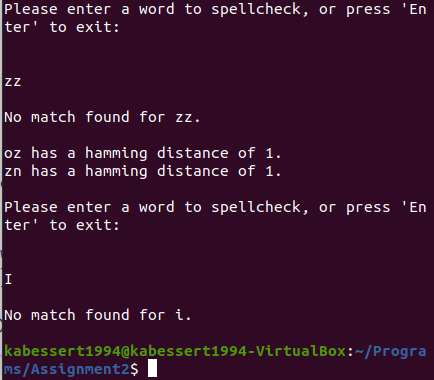 Please enter a word to spellcheck, or press 'En
ter' to exit:
zz
No match found for zz.
oz has a hamming distance of 1.
zn has a hamming distance of 1.
Please enter a word to spellcheck, or press 'En
ter' to exit:
I
No match found for i.
kabessert1994@kabessert1994-VirtualBox:~/Progra
ms/Assignment2$